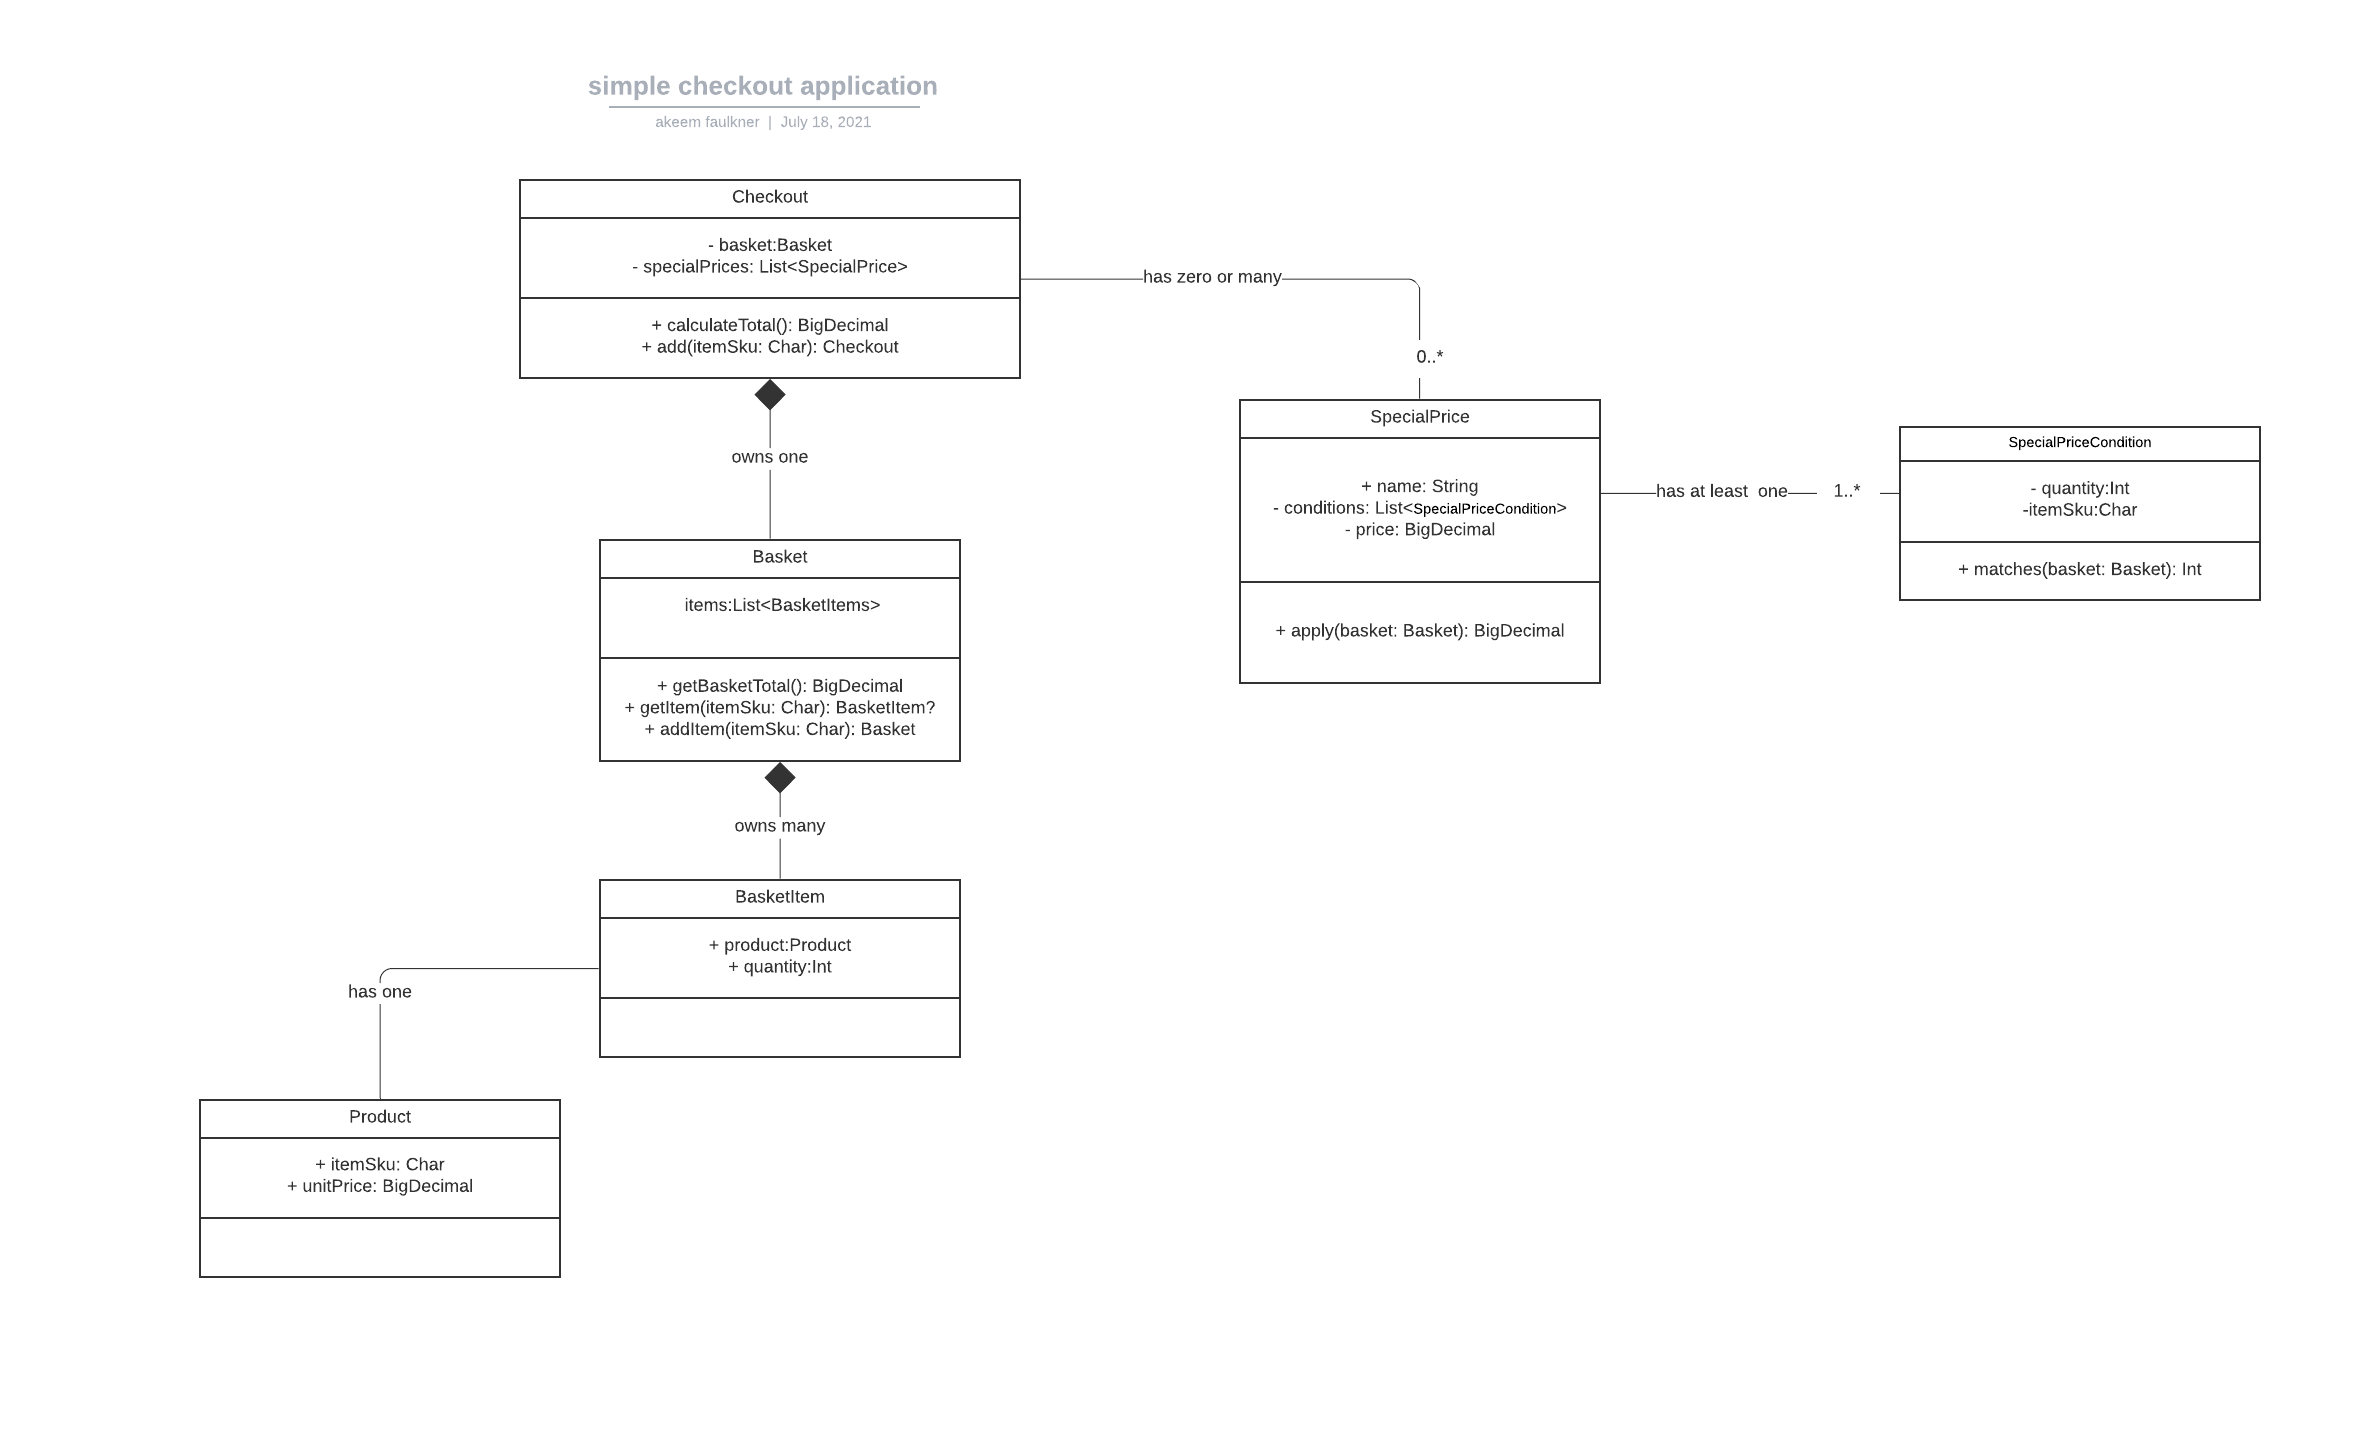 simple checkout application
akeem faulkner | July 18, 2021
Checkout
- basket:Basket
- specialPrices: List<SpecialPrice>
+ calculateTotal(): BigDecimal
+ add(itemSku: Char): Checkout
has zero or many
0..*
owns one
SpecialPrice
+ name: String
- conditions: List<SpecialPriceCondition>
- price: BigDecimal
+ apply(basket: Basket): BigDecimal
has at least  one
1..*
SpecialPriceCondition
- quantity:Int
-itemSku:Char
+ matches(basket: Basket): Int
Basket
items:List<BasketItems>
+ getBasketTotal(): BigDecimal
+ getItem(itemSku: Char): BasketItem?
+ addItem(itemSku: Char): Basket
owns many
BasketItem
+ product:Product
+ quantity:Int
has one
Product
+ itemSku: Char
+ unitPrice: BigDecimal